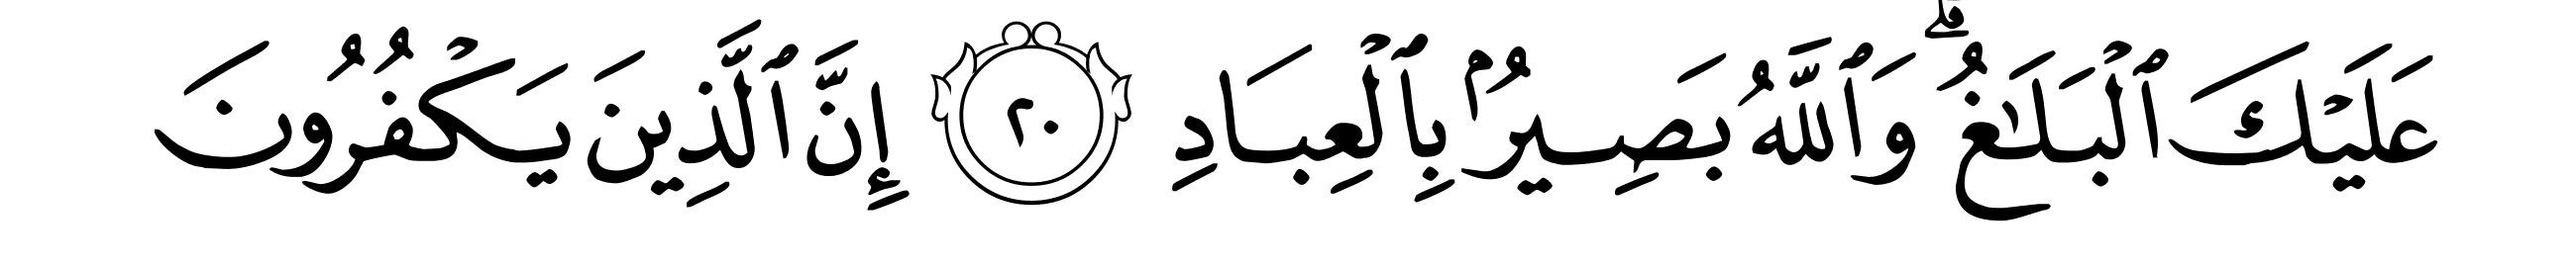 عَلَيْكَ ٱلْبَلَـٰغُ ۗ وَٱللَّهُ بَصِيرٌۢ بِٱلْعِبَادِ ٢٠ إِنَّ ٱلَّذِينَ يَكْفُرُونَ